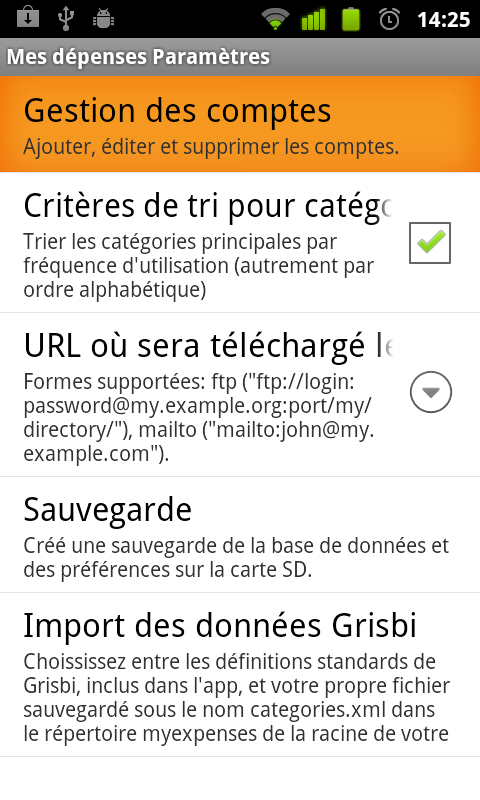 14:25
Mes dépenses Paramètres
Gestion des comptes
Ajouter, éditer et supprimer les comptes.
Critères de tri pour catégo
Trier les catégories principales par
fréquence d'utilisation (autrement par
ordre alphabétique)
URL où sera téléchargé le
Formes supportées: ftp ("ftp://login:
password@my.example.org:port/my/
directory/"), mailto ("mailto:john@my.
example.com").
Sauvegarde
Créé une sauvegarde de la base de données et
des préférences sur la carte SD.
Import des données Grisbi
Choississez entre les définitions standards de
Grisbi, inclus dans l'app, et votre propre fichier
sauvegardé sous le nom categories.xml dans
le répertoire myexpenses de la racine de votre